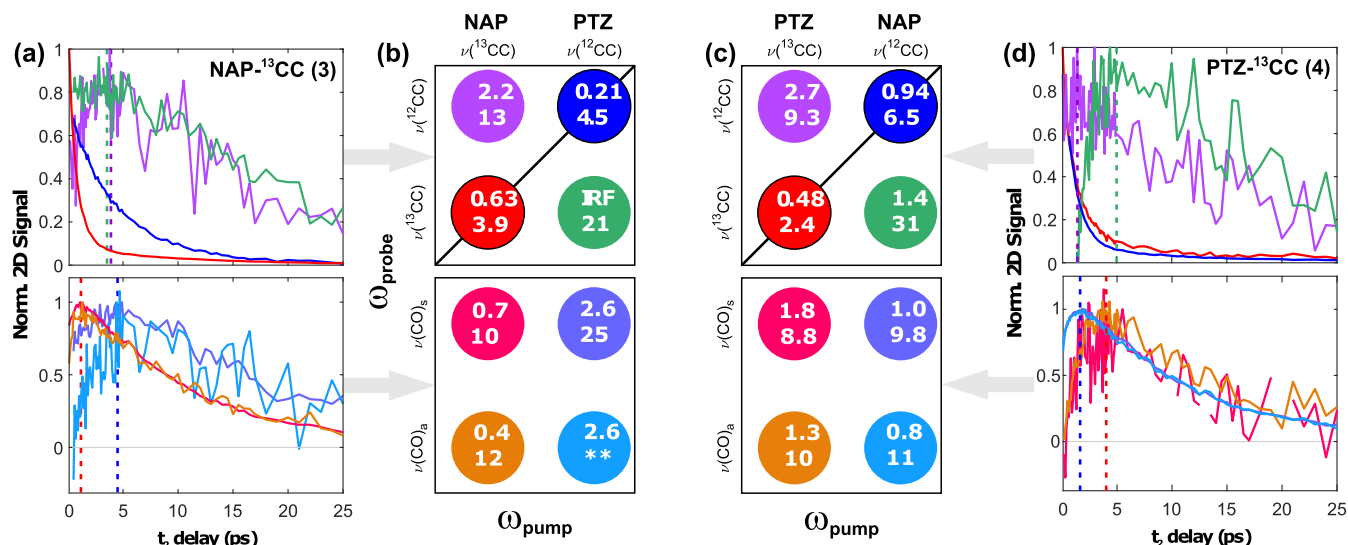 NAP PTZ PTZ NAP
(a) (b) ν(¹³CC) ν(¹²CC) (c) ν(¹³CC) ν(¹²CC) (d)
NAP-¹³CC (3)
PTZ-¹³CC (4)
Norm. 2D Signal
1
0.8
0.6
0.4
0.2
0
1
0.5
0
0 5 10 15 20 25
t, delay (ps)
ν(¹²CC)
2.2
13
0.21
4.5
ν(¹³CC)
0.63
3.9
IRF
21
ωprobe
ν(CO)s
0.7
10
2.6
25
ν(CO)a
0.4
12
2.6
**
ωpump
ν(¹²CC)
2.7
9.3
0.94
6.5
ν(¹³CC)
0.48
2.4
1.4
31
ν(CO)s
1.8
8.8
1.0
9.8
ν(CO)a
1.3
10
0.8
11
ωpump
Norm. 2D Signal
1
0.8
0.6
0.4
0.2
0
1
0.5
0
0 5 10 15 20 25
t, delay (ps)